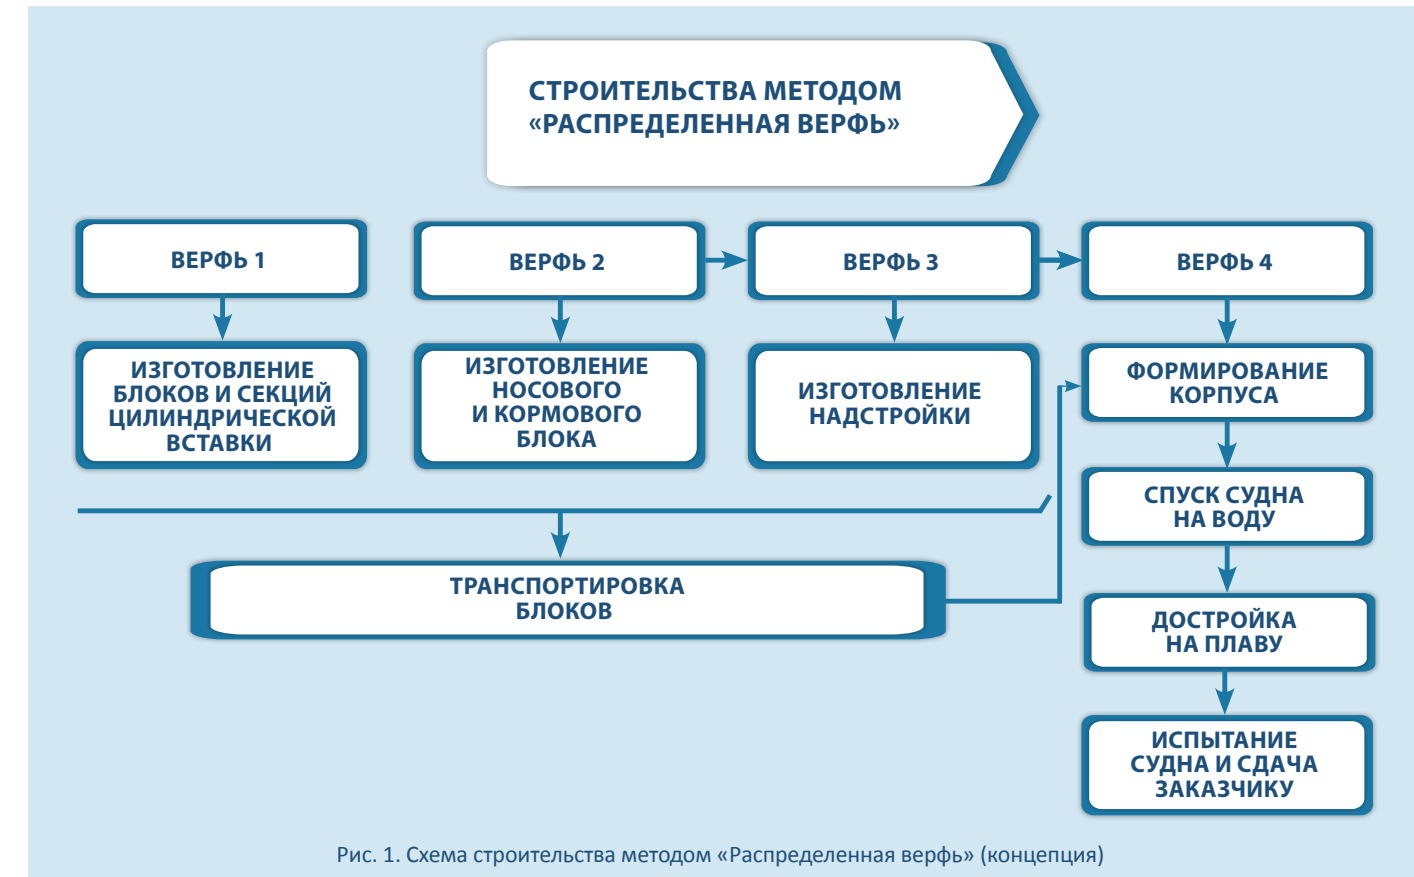 СТРОИТЕЛЬСТВА МЕТОДОМ
«РАСПРЕДЕЛЕННАЯ ВЕРФЬ»
ВЕРФЬ 1
ВЕРФЬ 2
ВЕРФЬ 3
ВЕРФЬ 4
ИЗГОТОВЛЕНИЕ
БЛОКОВ И СЕКЦИЙ
ЦИЛИНДРИЧЕСКОЙ
ВСТАВКИ
ИЗГОТОВЛЕНИЕ
НОСОВОГО
И КОРМОВОГО
БЛОКА
ИЗГОТОВЛЕНИЕ
НАДСТРОЙКИ
ФОРМИРОВАНИЕ
КОРПУСА
СПУСК СУДНА
НА ВОДУ
ТРАНСПОРТИРОВКА
БЛОКОВ
ДОСТРОЙКА
НА ПЛАВУ
ИСПЫТАНИЕ
СУДНА И СДАЧА
ЗАКАЗЧИКУ
Рис. 1. Схема строительства методом «Распределенная верфь» (концепция)